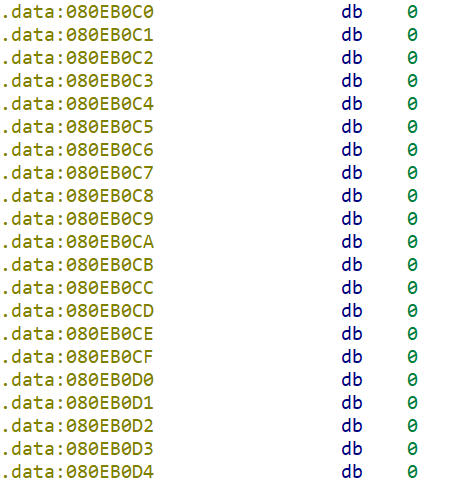 .data:080EB0C0 db 0
.data:080EB0C1 db 0
.data:080EB0C2 db 0
.data:080EB0C3 db 0
.data:080EB0C4 db 0
.data:080EB0C5 db 0
.data:080EB0C6 db 0
.data:080EB0C7 db 0
.data:080EB0C8 db 0
.data:080EB0C9 db 0
.data:080EB0CA db 0
.data:080EB0CB db 0
.data:080EB0CC db 0
.data:080EB0CD db 0
.data:080EB0CE db 0
.data:080EB0CF db 0
.data:080EB0D0 db 0
.data:080EB0D1 db 0
.data:080EB0D2 db 0
.data:080EB0D3 db 0
.data:080EB0D4 db 0